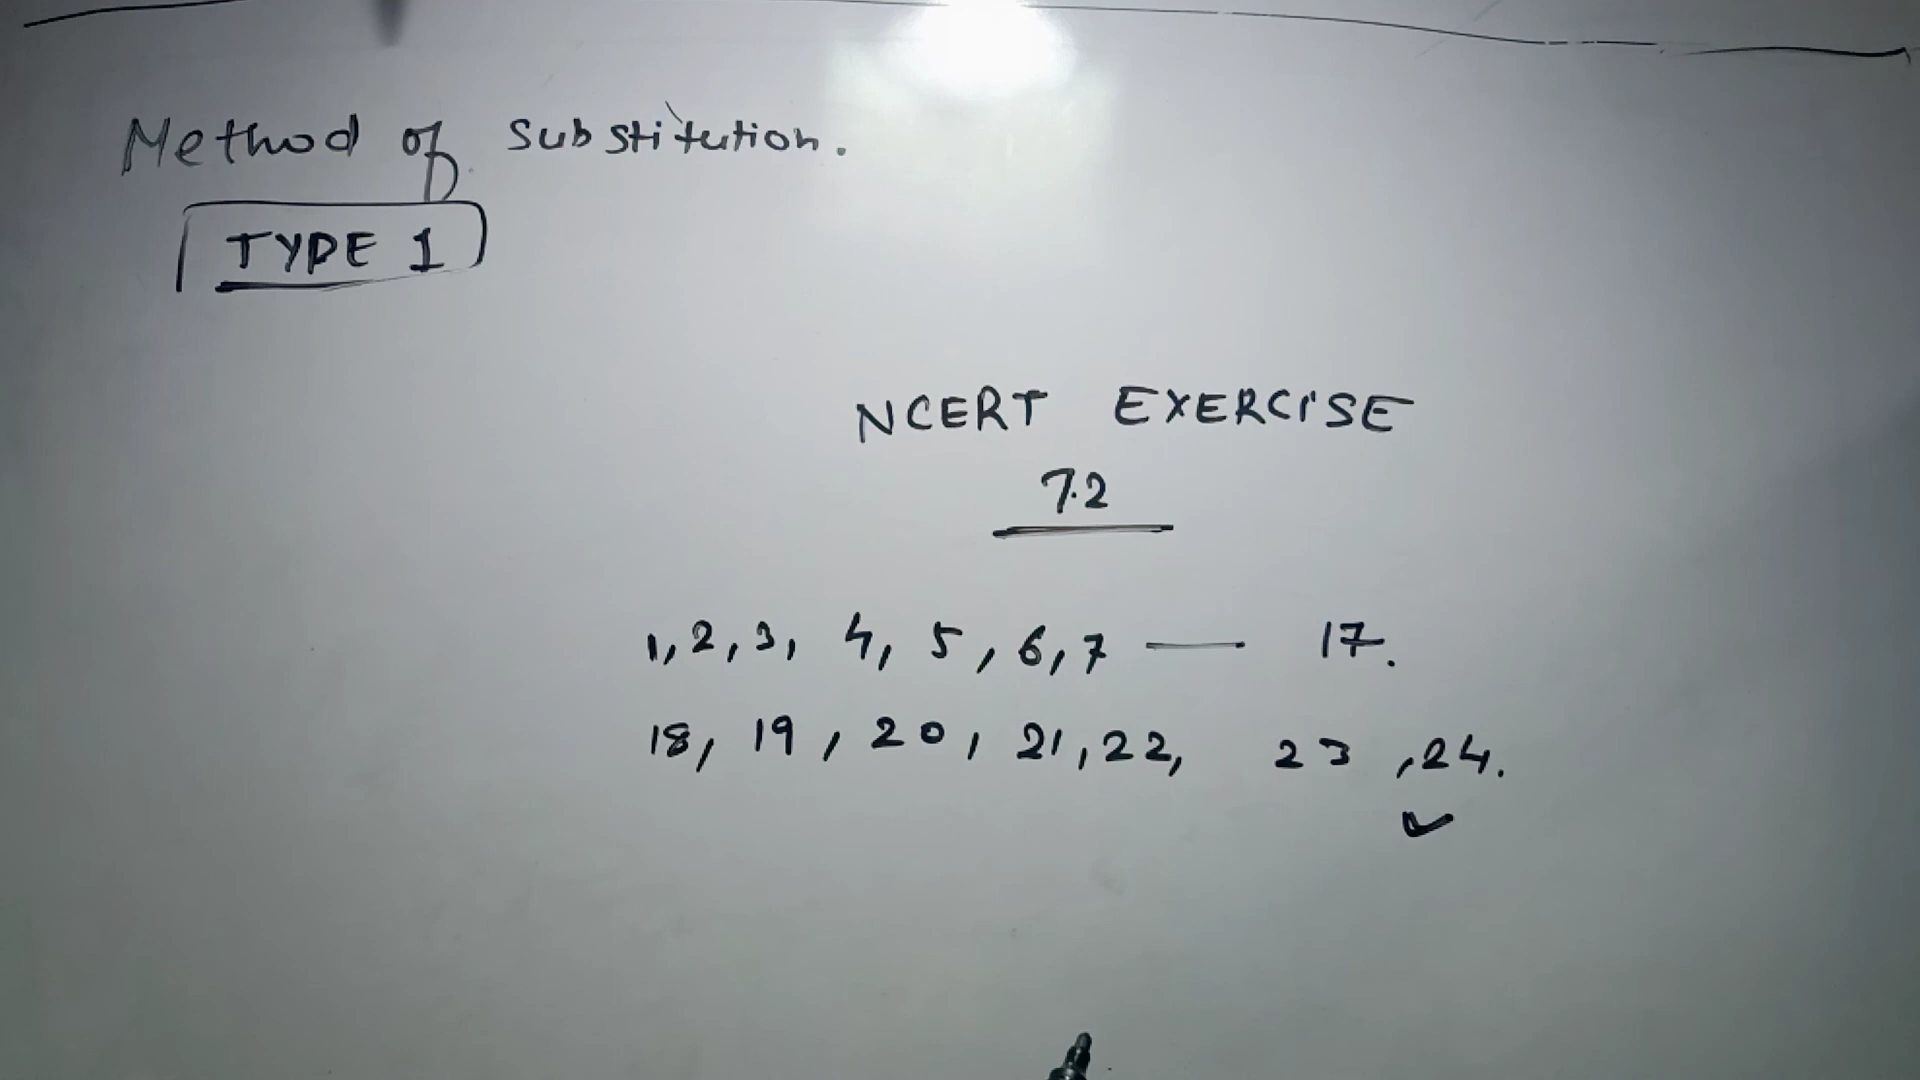 Method of Substitution.
TYPE 1
NCERT EXERCISE
7.2
1, 2, 3, 4, 5, 6, 7 — 17.
18, 19, 20, 21, 22, 23, 24.